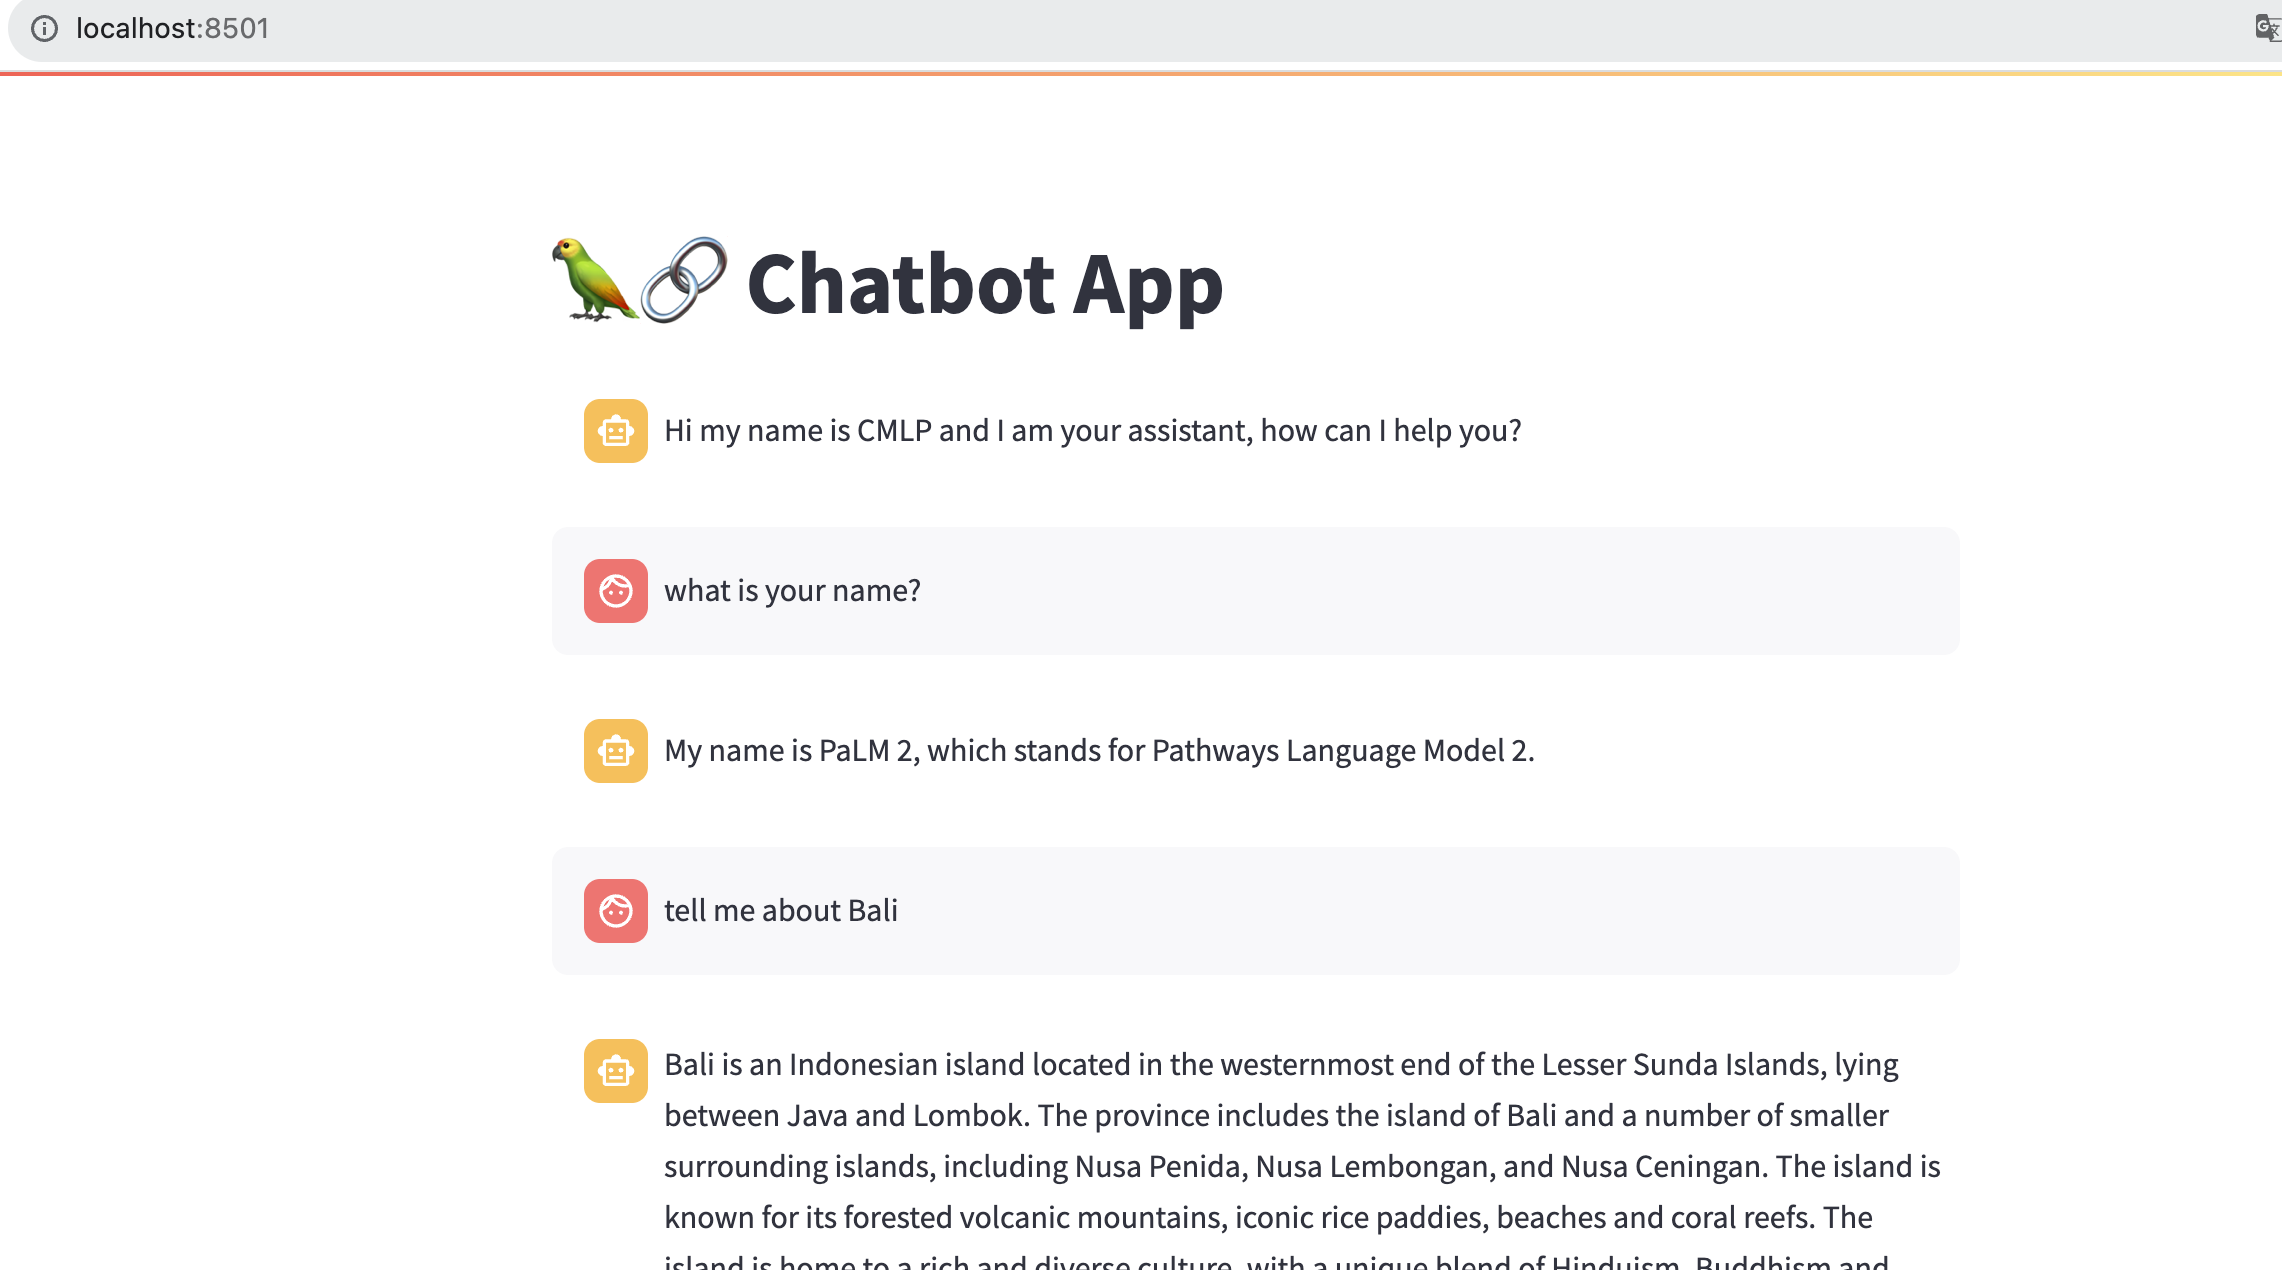 localhost:8501
Chatbot App
Hi my name is CMLP and I am your assistant, how can I help you?
what is your name?
My name is PaLM 2, which stands for Pathways Language Model 2.
tell me about Bali
Bali is an Indonesian island located in the westernmost end of the Lesser Sunda Islands, lying
between Java and Lombok. The province includes the island of Bali and a number of smaller
surrounding islands, including Nusa Penida, Nusa Lembongan, and Nusa Ceningan. The island is
known for its forested volcanic mountains, iconic rice paddies, beaches and coral reefs. The
island is home to a rich and diverse culture, with a unique blend of Hinduism, Buddhism and